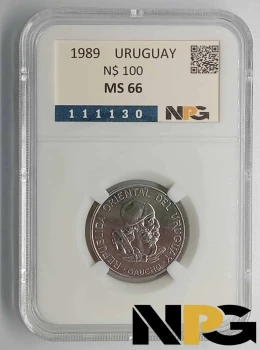 1989 URUGUAY
N$ 100
MS 66
111130
NPG
REPUBLICA ORIENTAL DEL URUGUAY
GAUCHO
NPG